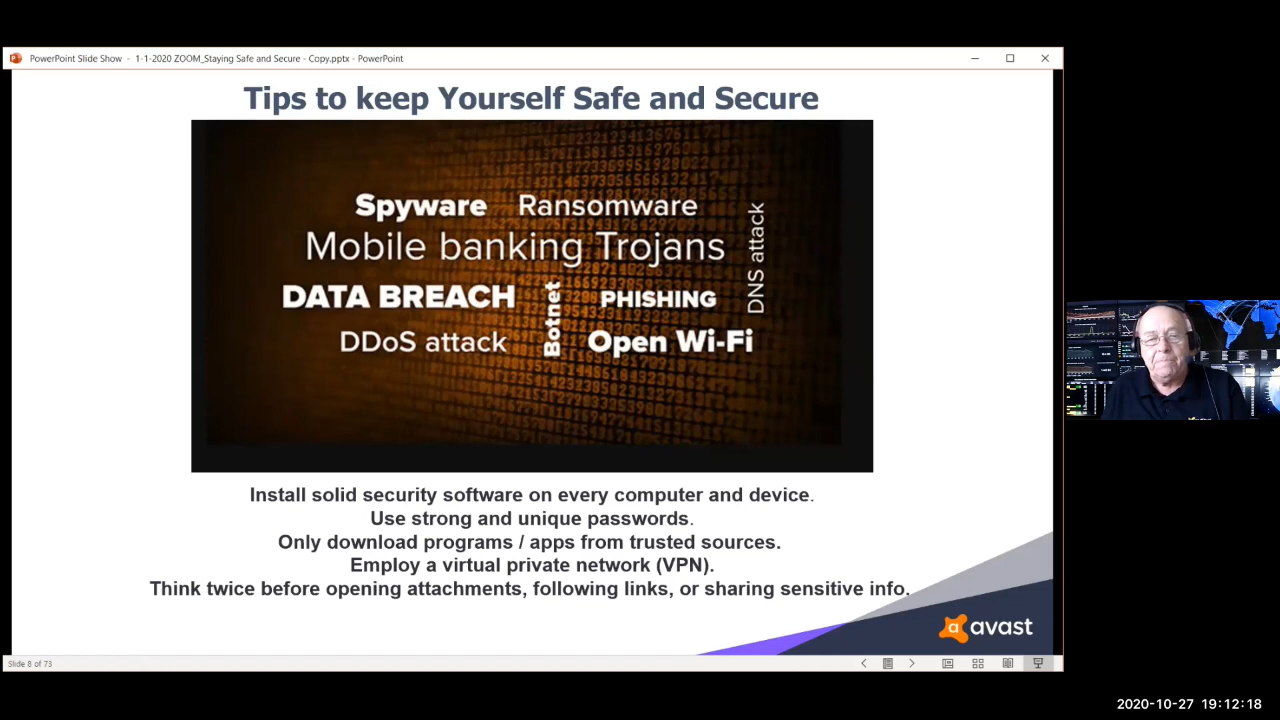 PowerPoint Slide Show - 1-1-2020 ZOOM_Staying Safe and Secure - Copy.pptx - PowerPoint
Tips to keep Yourself Safe and Secure
Spyware Ransomware
Mobile banking Trojans
DNS attack
DATA BREACH
Botnet
PHISHING
DDoS attack
Open Wi-Fi
Install solid security software on every computer and device.
Use strong and unique passwords.
Only download programs / apps from trusted sources.
Employ a virtual private network (VPN).
Think twice before opening attachments, following links, or sharing sensitive info.
avast
Slide 8 of 73
2020-10-27 19:12:18